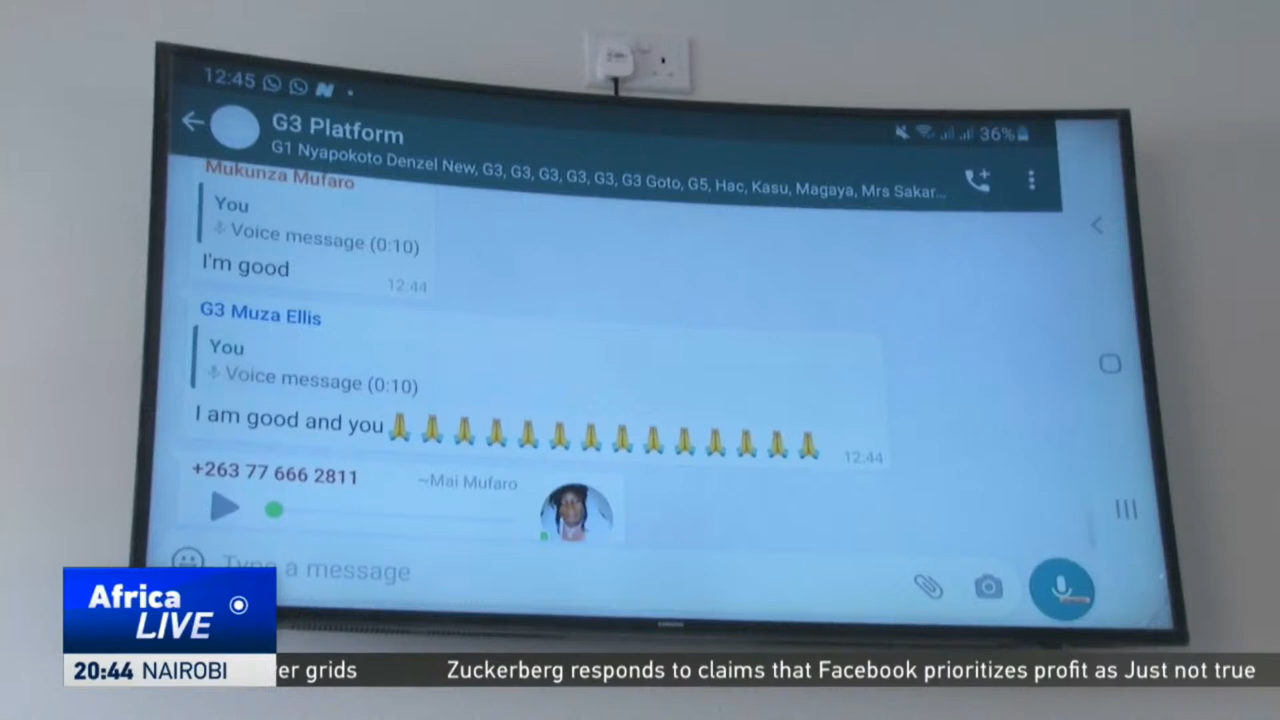 12:45
36%
G3 Platform
G1 Nyapokoto Denzel New, G3, G3, G3, G3, G3 Goto, G5, Hac, Kasu, Magaya, Mrs Sakar...
Mukunza Mufaro
You
Voice message (0:10)
I'm good
12:44
G3 Muza Ellis
You
Voice message (0:10)
I am good and you 🙏🙏🙏🙏🙏🙏🙏🙏🙏🙏🙏🙏🙏🙏
12:44
+263 77 666 2811 ~Mai Mufaro
Type a message
Africa
LIVE
20:44 NAIROBI
er grids Zuckerberg responds to claims that Facebook prioritizes profit as Just not true